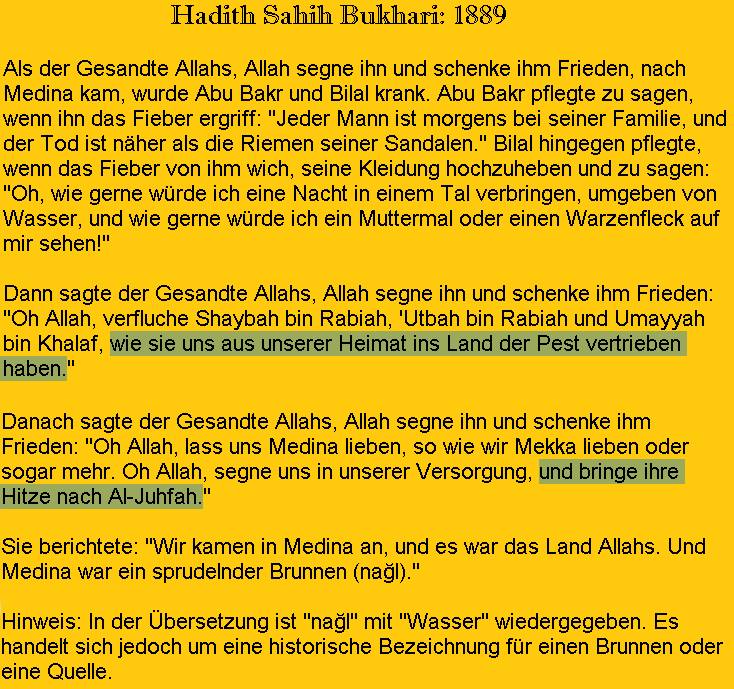 Hadith Sahih Bukhari: 1889
Als der Gesandte Allahs, Allah segne ihn und schenke ihm Frieden, nach
Medina kam, wurde Abu Bakr und Bilal krank. Abu Bakr pflegte zu sagen,
wenn ihn das Fieber ergriff: "Jeder Mann ist morgens bei seiner Familie, und
der Tod ist näher als die Riemen seiner Sandalen." Bilal hingegen pflegte,
wenn das Fieber von ihm wich, seine Kleidung hochzuheben und zu sagen:
"Oh, wie gerne würde ich eine Nacht in einem Tal verbringen, umgeben von
Wasser, und wie gerne würde ich ein Muttermal oder einen Warzenfleck auf
mir sehen!"
Dann sagte der Gesandte Allahs, Allah segne ihn und schenke ihm Frieden:
"Oh Allah, verfluche Shaybah bin Rabiah, 'Utbah bin Rabiah und Umayyah
bin Khalaf, wie sie uns aus unserer Heimat ins Land der Pest vertrieben
haben."
Danach sagte der Gesandte Allahs, Allah segne ihn und schenke ihm
Frieden: "Oh Allah, lass uns Medina lieben, so wie wir Mekka lieben oder
sogar mehr. Oh Allah, segne uns in unserer Versorgung, und bringe ihre
Hitze nach Al-Juhfah."
Sie berichtete: "Wir kamen in Medina an, und es war das Land Allahs. Und
Medina war ein sprudelnder Brunnen (nağl)."
Hinweis: In der Übersetzung ist "nağl" mit "Wasser" wiedergegeben. Es
handelt sich jedoch um eine historische Bezeichnung für einen Brunnen oder
eine Quelle.